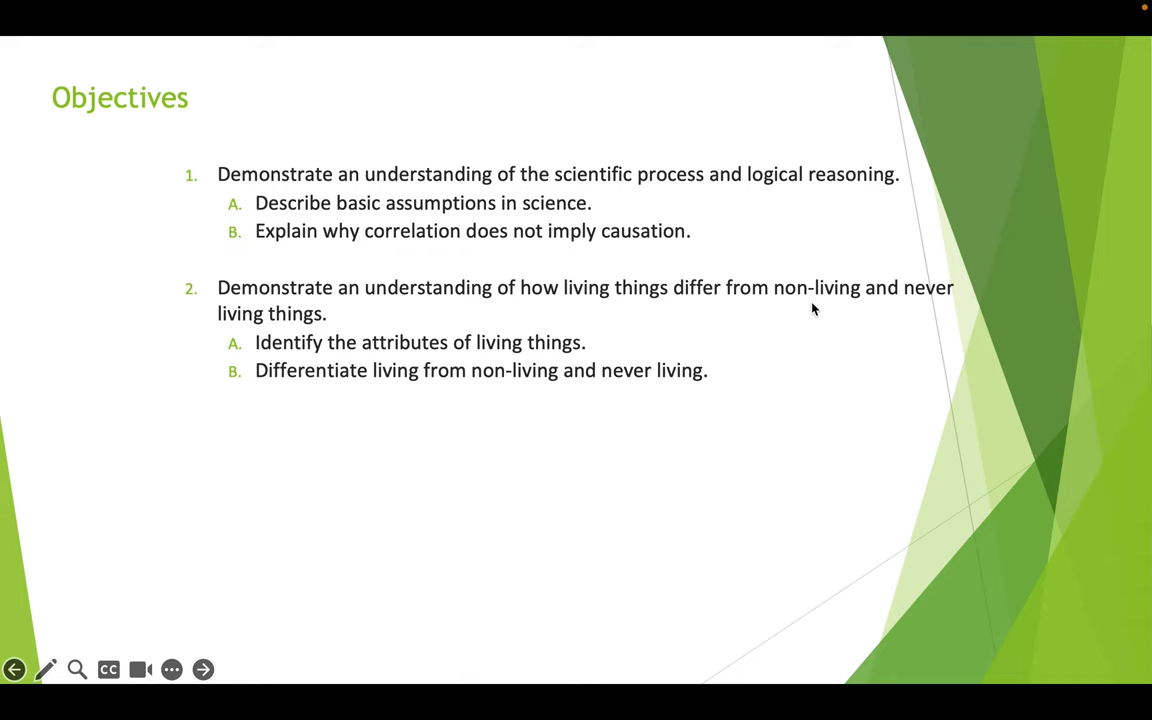 Objectives
1. Demonstrate an understanding of the scientific process and logical reasoning.
A. Describe basic assumptions in science.
B. Explain why correlation does not imply causation.
2. Demonstrate an understanding of how living things differ from non-living and never
living things.
A. Identify the attributes of living things.
B. Differentiate living from non-living and never living.
CC